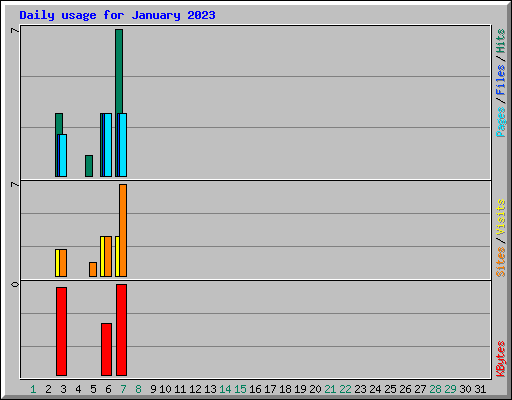 Daily usage for January 2023
7
Pages / Files / Hits
7
Sites / Visits
0
KBytes
1 2 3 4 5 6 7 8 9 10 11 12 13 14 15 16 17 18 19 20 21 22 23 24 25 26 27 28 29 30 31